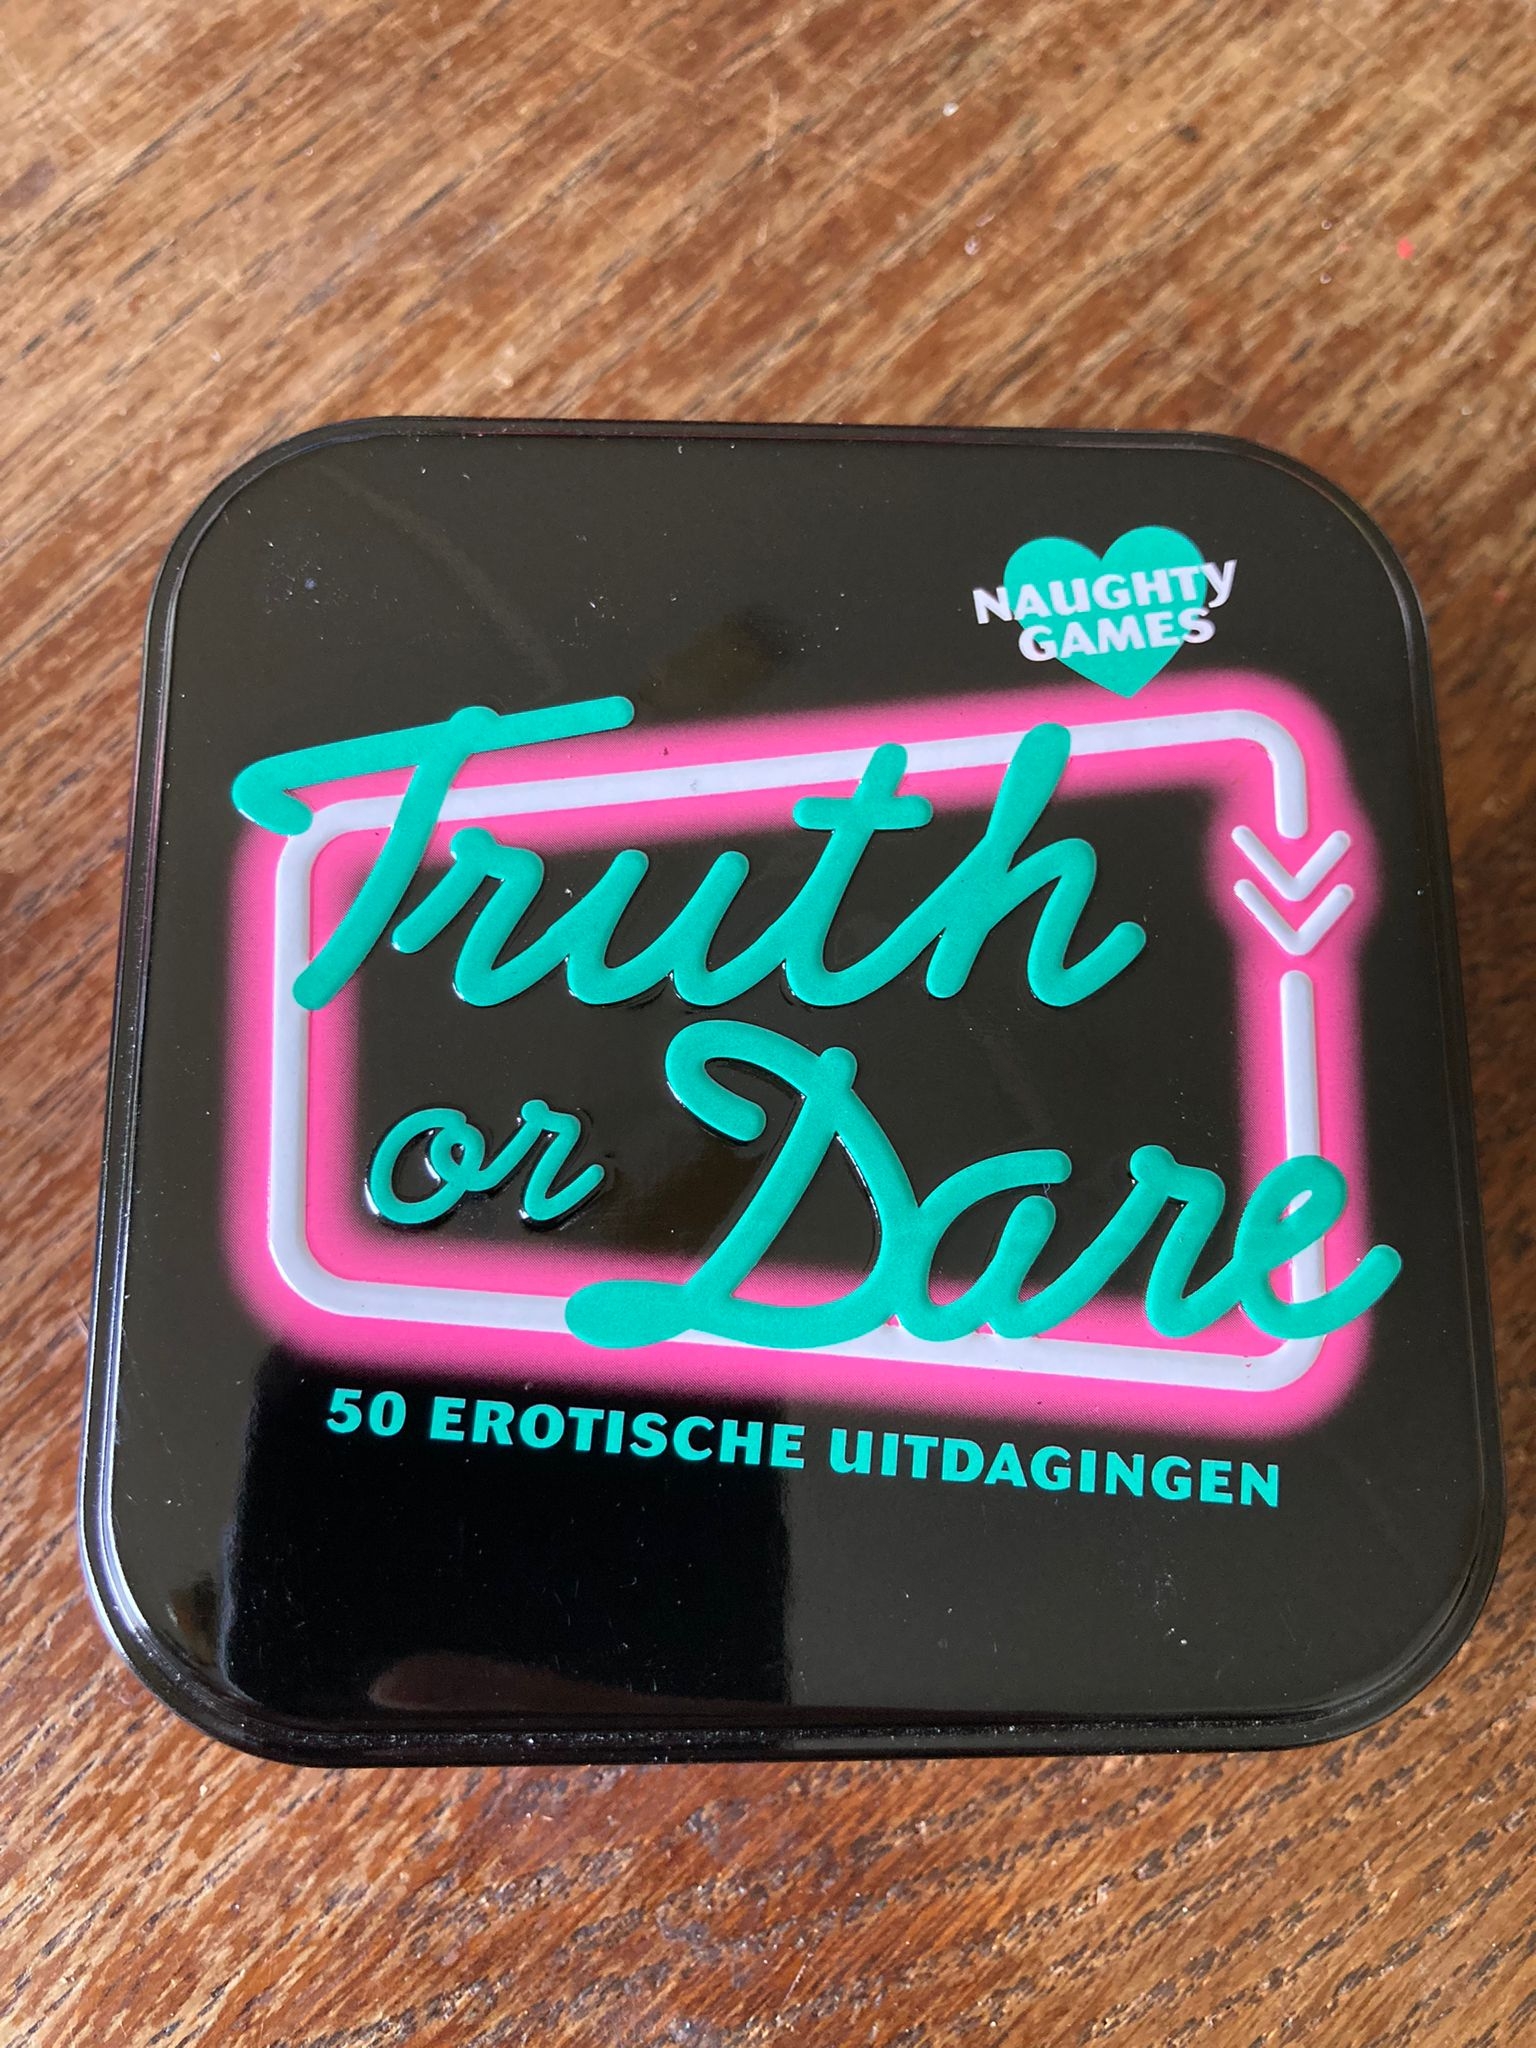 NAUGHTY
GAMES
Truth
or Dare
50 EROTISCHE UITDAGINGEN